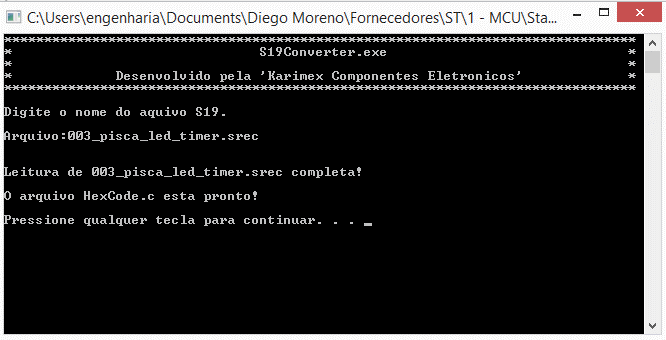 C:\Users\engenharia\Documents\Diego Moreno\Fornecedores\ST\1 - MCU\Sta...
*******************************************************************************
* S19Converter.exe *
* *
* Desenvolvido pela 'Karimex Componentes Eletronicos' *
*******************************************************************************
Digite o nome do aquivo S19.
Arquivo:003_pisca_led_timer.srec
Leitura de 003_pisca_led_timer.srec completa!
O arquivo HexCode.c esta pronto!
Pressione qualquer tecla para continuar. . . _